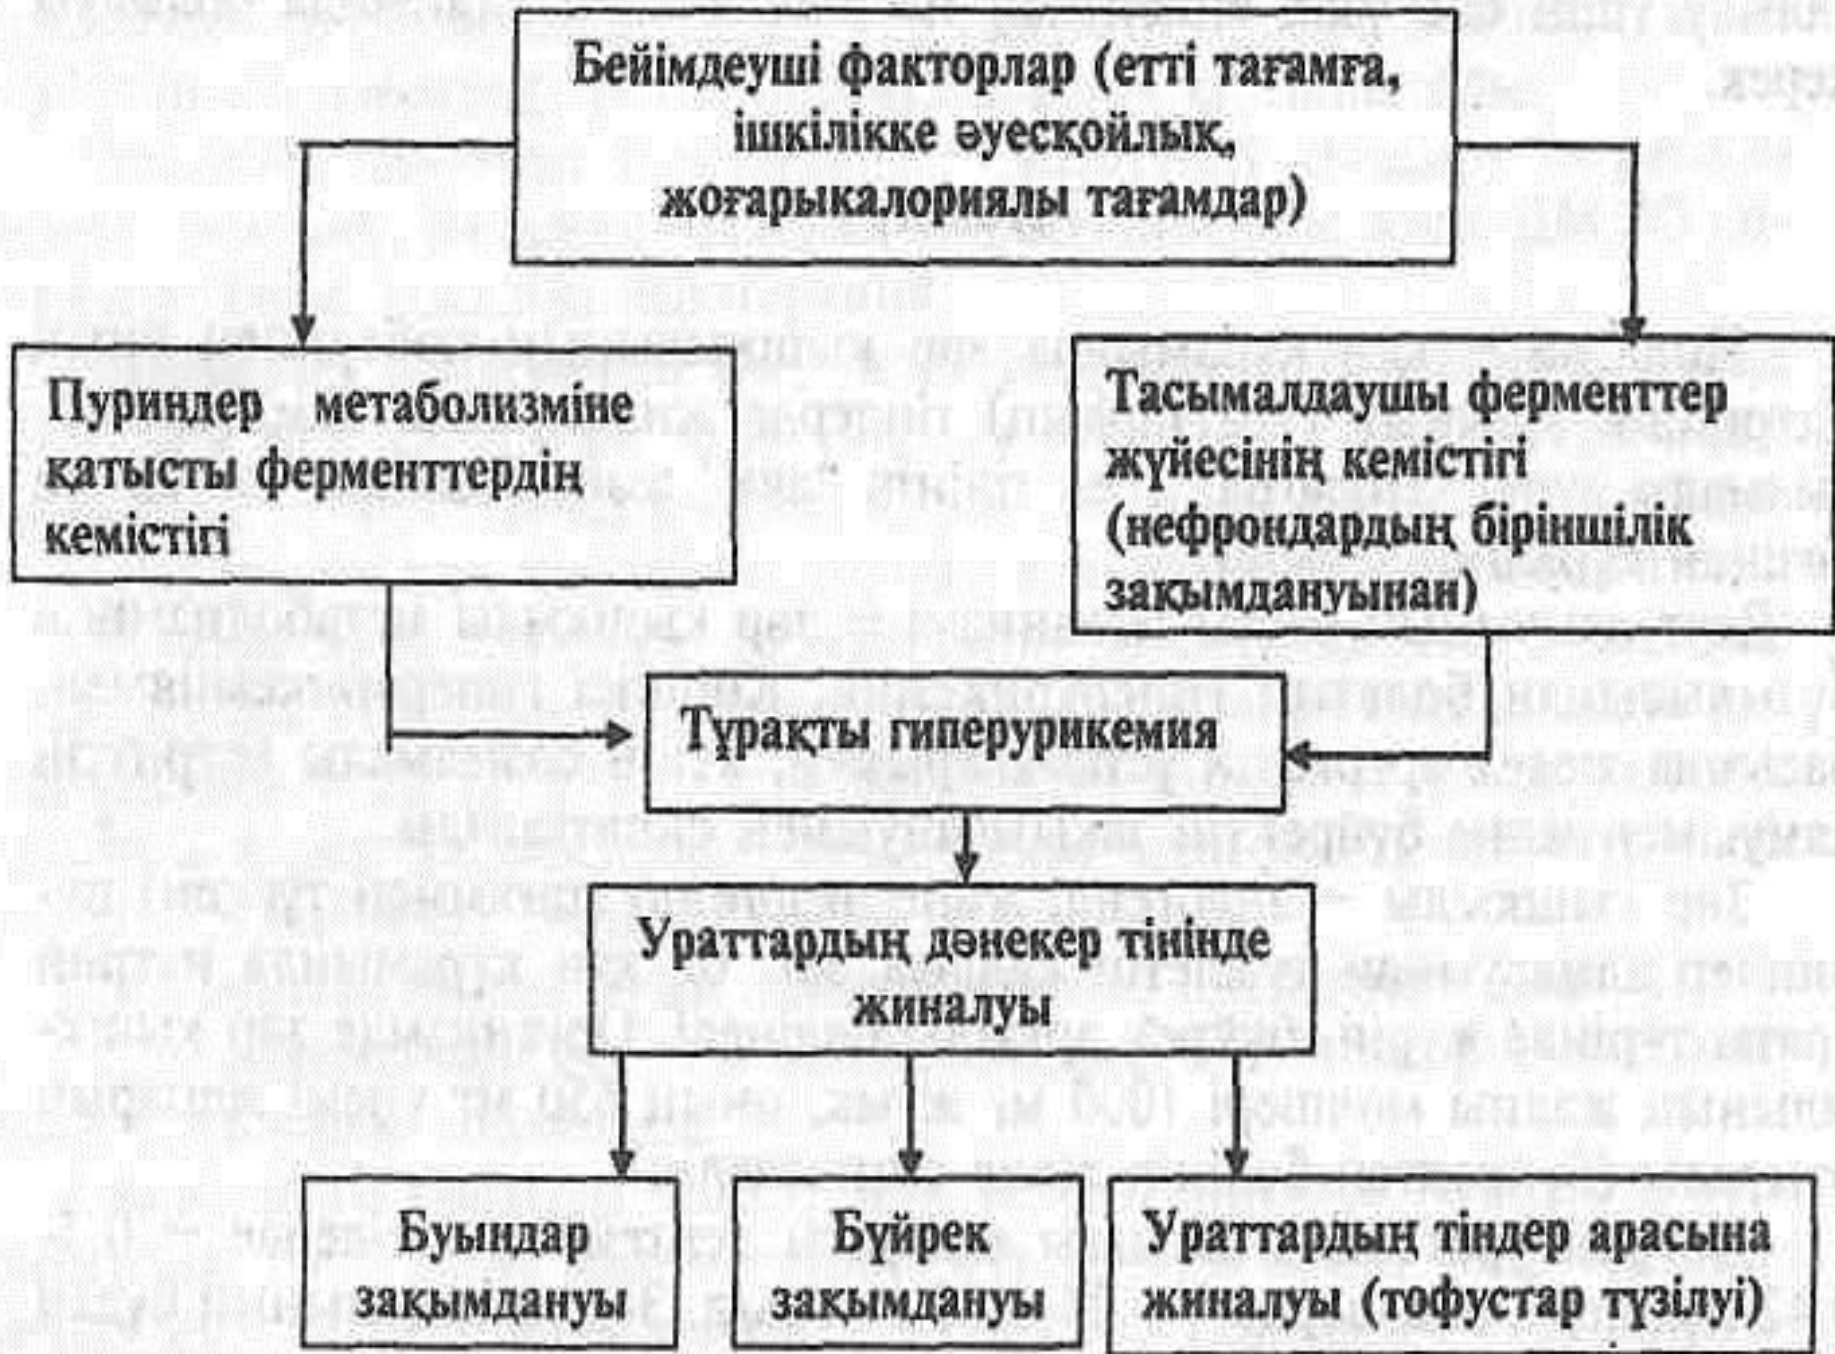 керек.
Бейімдеуші факторлар (етті тағамға,
ішкілікке әуесқойлық,
жоғарыкалориялы тағамдар)
Пуриндер метаболизміне
қатысты ферменттердің
кемістігі
Тасымалдаушы ферменттер
жүйесінің кемістігі
(нефрондардың біріншілік
зақымдануынан)
Тұрақты гиперурикемия
Ураттардың дәнекер тінінде
жиналуы
Буындар
зақымдануы
Бүйрек
зақымдануы
Ураттардың тіндер арасына
жиналуы (тофустар түзілуі)